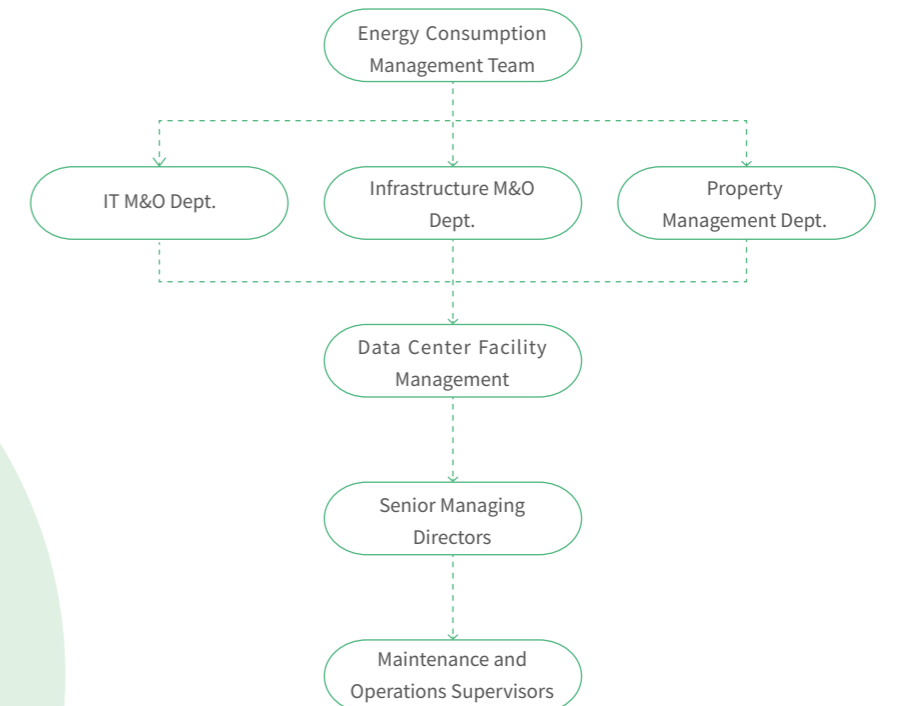 Energy Consumption
Management Team
IT M&O Dept.
Infrastructure M&O
Dept.
Property
Management Dept.
Data Center Facility
Management
Senior Managing
Directors
Maintenance and
Operations Supervisors